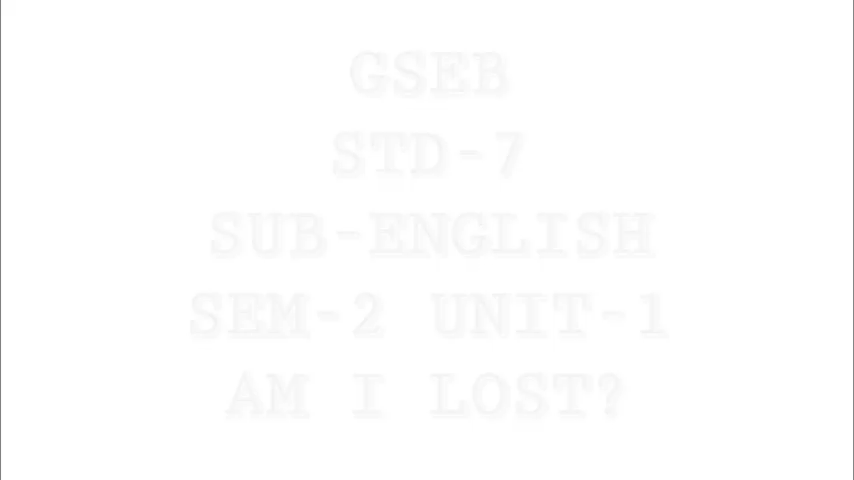 GSEB
STD-7
SUB-ENGLISH
SEM-2 UNIT-1
AM I LOST?